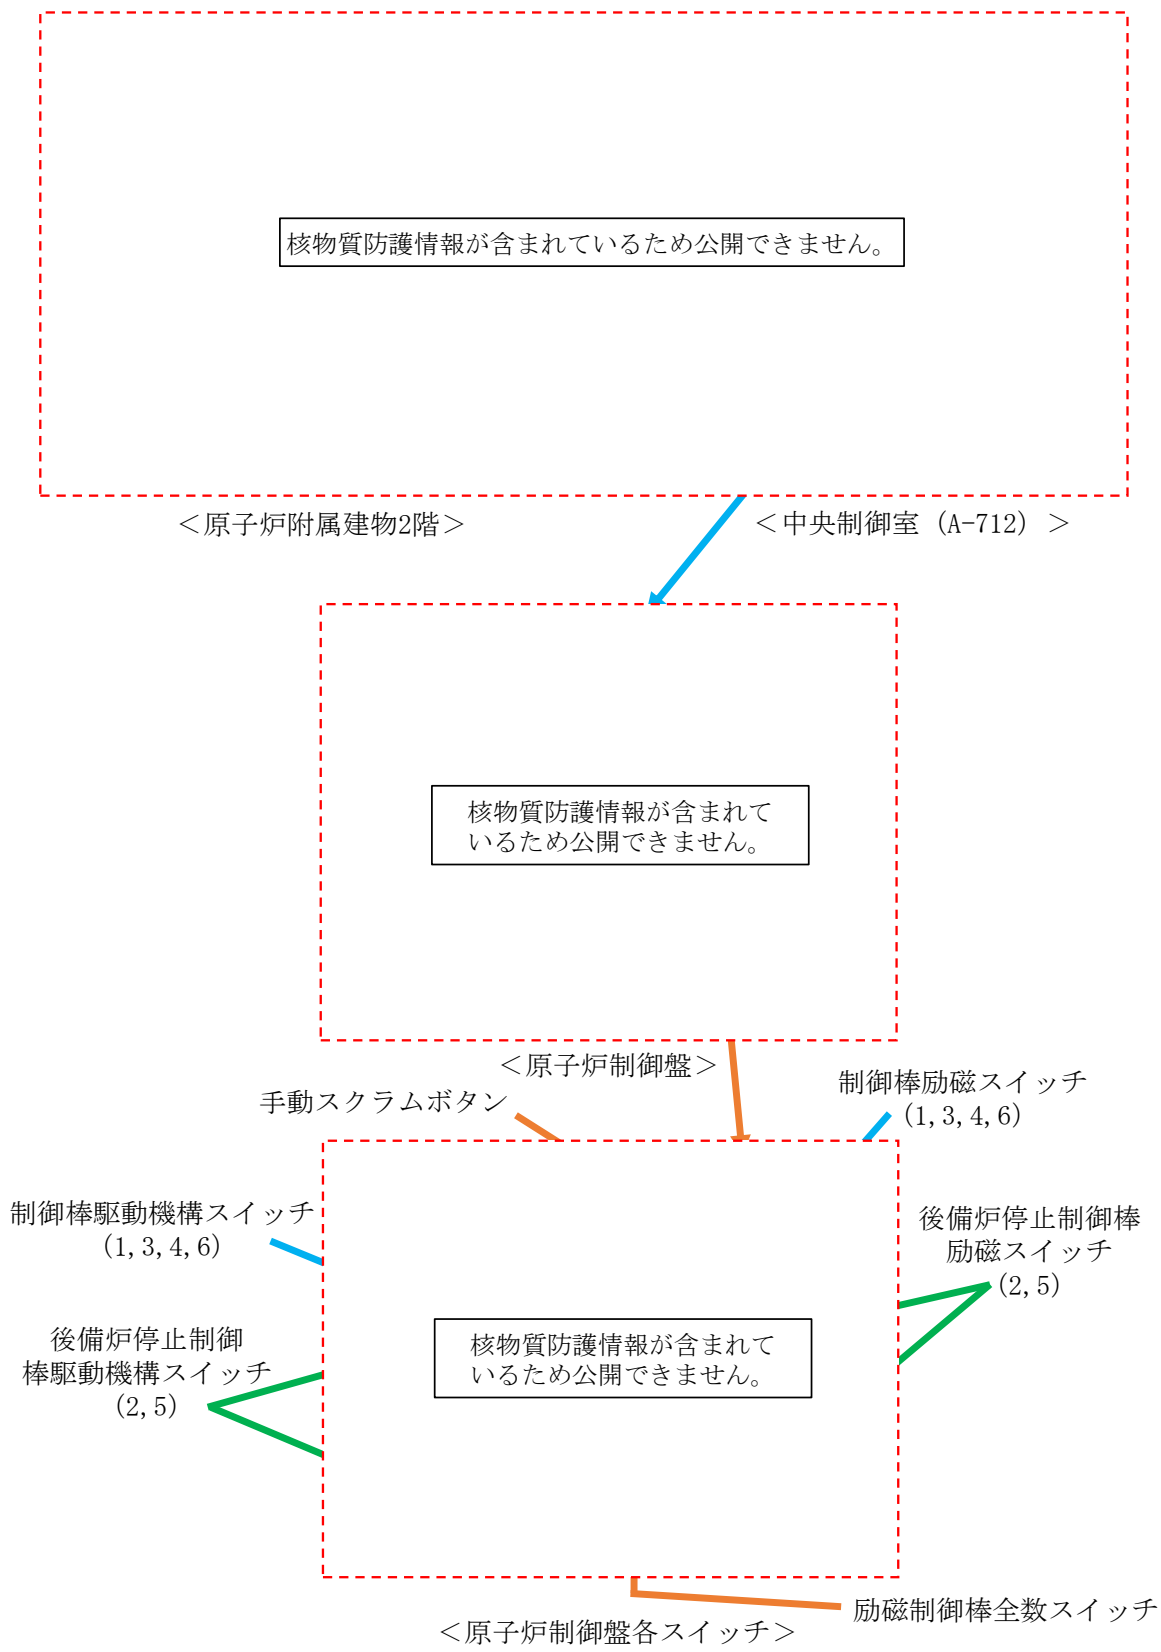 核物質防護情報が含まれているため公開できません。
＜原子炉附属建物2階＞
＜中央制御室（A-712）＞
核物質防護情報が含まれて
いるため公開できません。
＜原子炉制御盤＞
手動スクラムボタン
制御棒励磁スイッチ
（1,3,4,6）
制御棒駆動機構スイッチ
（1,3,4,6）
後備炉停止制御棒
励磁スイッチ
（2,5）
後備炉停止制御
棒駆動機構スイッチ
（2,5）
核物質防護情報が含まれて
いるため公開できません。
励磁制御棒全数スイッチ
＜原子炉制御盤各スイッチ＞